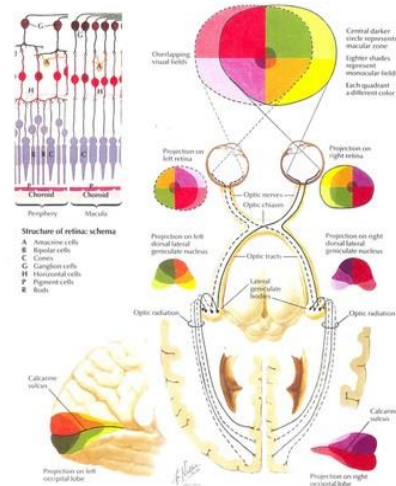 G
G
A
A
H
H
R
R
C
C
P
P
Choroid
Choroid
Periphery
Macula
Structure of retina: schema
A Amacrine cells
B Bipolar cells
C Cones
G Ganglion cells
H Horizontal cells
P Pigment cells
R Rods
Overlapping
visual fields
Central darker
circle represents
macular zone
Lighter shades
represent
monocular fields
Each quadrant
a different color
Projection on
left retina
Projection on
right retina
Optic nerves
Optic chiasm
Projection on left
dorsal lateral
geniculate nucleus
Optic tracts
Projection on right
dorsal lateral
geniculate nucleus
Lateral
geniculate
bodies
Optic radiation
Optic radiation
Calcarine
sulcus
Projection on left
occipital lobe
Calcarine
sulcus
Projection on right
occipital lobe